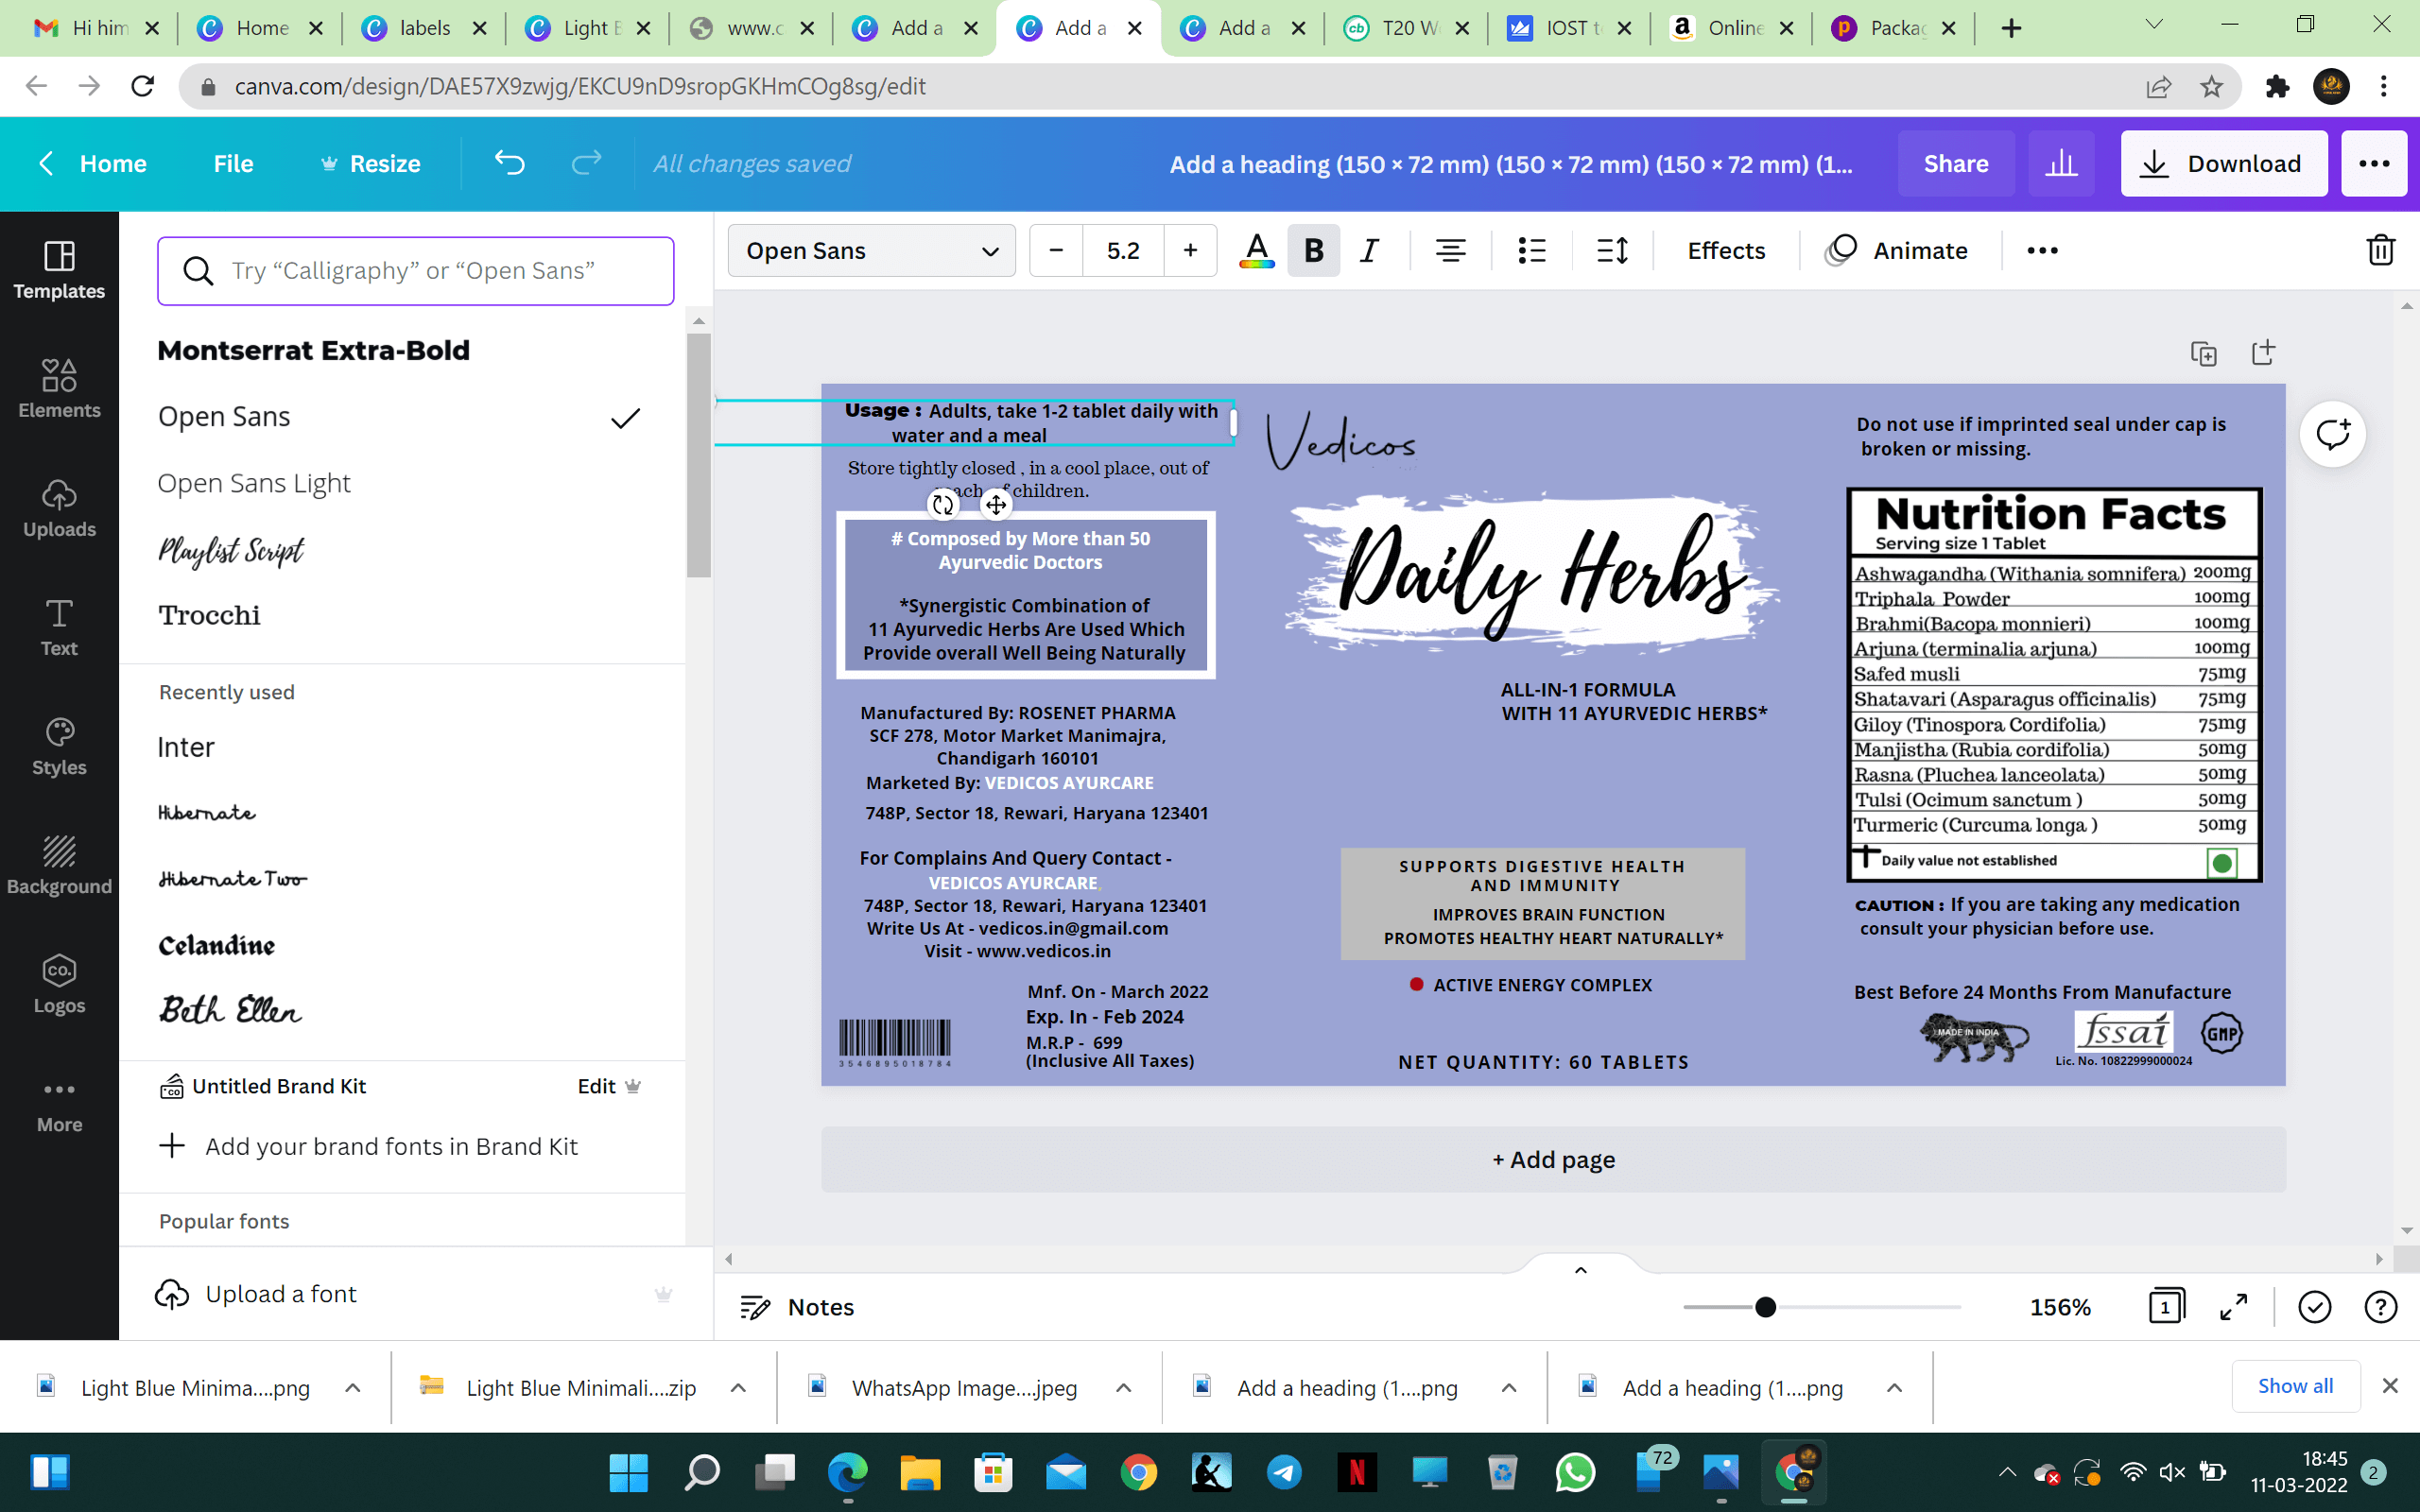 Hi him
Home
labels
Light B
www.c
Add a
Add a
Add a
T20 W
IOST t
Online
Packag
canva.com/design/DAE57X9zwjg/EKCU9nD9sropGKHmCOg8sg/edit
Home
File
Resize
All changes saved
Add a heading (150 × 72 mm) (150 × 72 mm) (150 × 72 mm) (1...
Share
Download
Templates
Elements
Uploads
Text
Styles
Background
Logos
More
Try “Calligraphy” or “Open Sans”
Montserrat Extra-Bold
Open Sans
Open Sans Light
Playlist Script
Trocchi
Recently used
Inter
Hibernate
Hibernate Two
Celandine
Beth Ellen
Untitled Brand Kit
Edit
Add your brand fonts in Brand Kit
Popular fonts
Upload a font
Open Sans
5.2
A
B
I
Effects
Animate
Usage : Adults, take 1-2 tablet daily with
water and a meal
Store tightly closed , in a cool place, out of
children.
# Composed by More than 50
Ayurvedic Doctors
*Synergistic Combination of
11 Ayurvedic Herbs Are Used Which
Provide overall Well Being Naturally
Manufactured By: ROSENET PHARMA
SCF 278, Motor Market Manimajra,
Chandigarh 160101
Marketed By: VEDICOS AYURCARE
748P, Sector 18, Rewari, Haryana 123401
For Complains And Query Contact -
VEDICOS AYURCARE,
748P, Sector 18, Rewari, Haryana 123401
Write Us At - vedicos.in@gmail.com
Visit - www.vedicos.in
Mnf. On - March 2022
Exp. In - Feb 2024
M.R.P - 699
(Inclusive All Taxes)
3546895018784
Vedicos
Daily Herbs
ALL-IN-1 FORMULA
WITH 11 AYURVEDIC HERBS*
SUPPORTS DIGESTIVE HEALTH
AND IMMUNITY
IMPROVES BRAIN FUNCTION
PROMOTES HEALTHY HEART NATURALLY*
ACTIVE ENERGY COMPLEX
NET QUANTITY: 60 TABLETS
Do not use if imprinted seal under cap is
broken or missing.
Nutrition Facts
Serving size 1 Tablet
Ashwagandha (Withania somnifera) 200mg
Triphala Powder 100mg
Brahmi(Bacopa monnieri) 100mg
Arjuna (terminalia arjuna) 100mg
Safed musli 75mg
Shatavari (Asparagus officinalis) 75mg
Giloy (Tinospora Cordifolia) 75mg
Manjistha (Rubia cordifolia) 50mg
Rasna (Pluchea lanceolata) 50mg
Tulsi (Ocimum sanctum ) 50mg
Turmeric (Curcuma longa ) 50mg
Daily value not established
CAUTION : If you are taking any medication
consult your physician before use.
Best Before 24 Months From Manufacture
MADE IN INDIA
fssai
GMP
Lic. No. 10822999000024
+ Add page
Notes
156%
1
Light Blue Minima....png
Light Blue Minimali....zip
WhatsApp Image....jpeg
Add a heading (1....png
Add a heading (1....png
Show all
72
18:45
11-03-2022
2